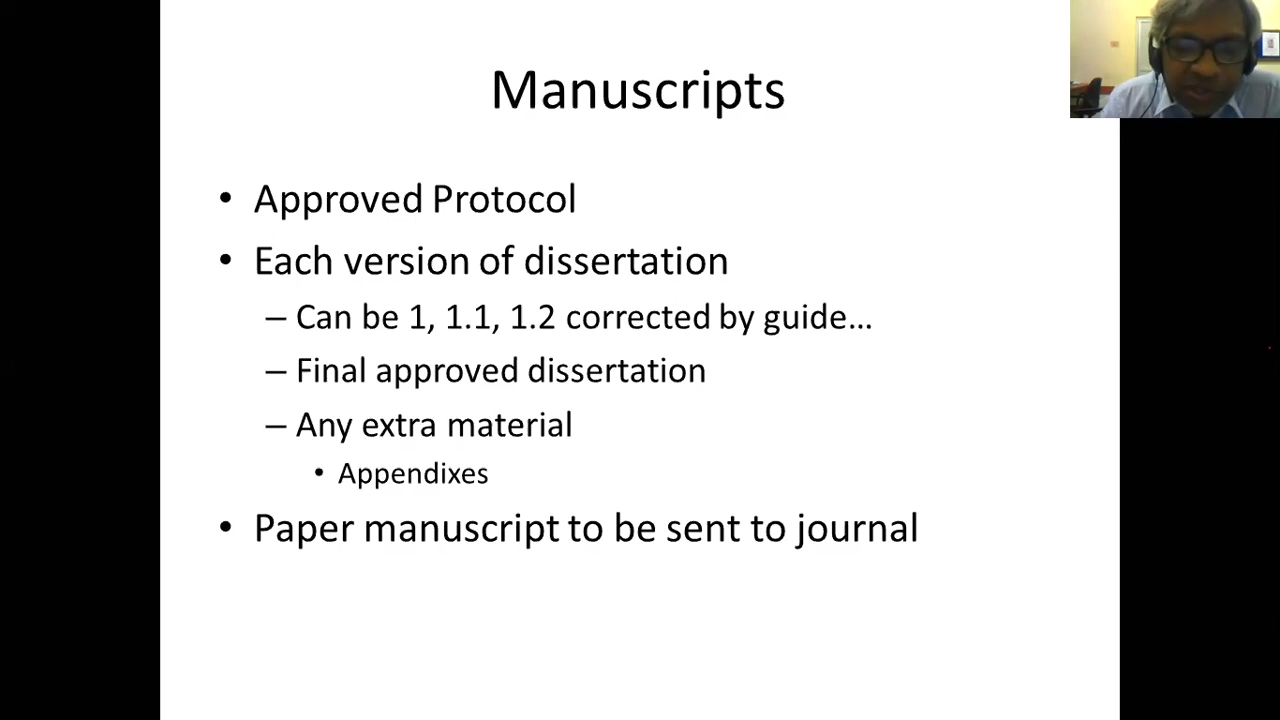 Manuscripts
• Approved Protocol
• Each version of dissertation
– Can be 1, 1.1, 1.2 corrected by guide…
– Final approved dissertation
– Any extra material
• Appendixes
• Paper manuscript to be sent to journal